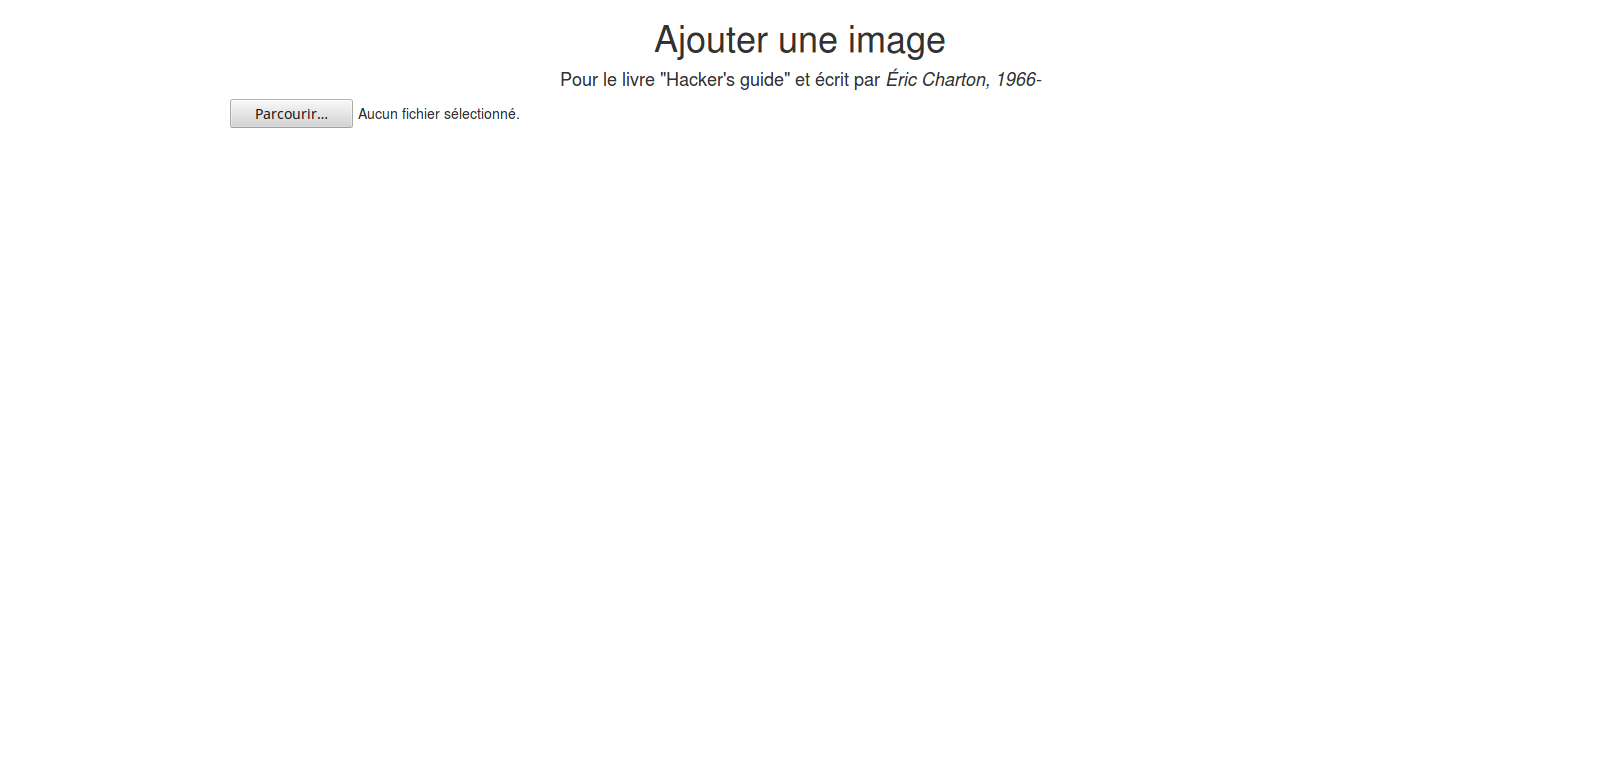 Ajouter une image
Pour le livre "Hacker's guide" et écrit par Éric Charton, 1966-
Parcourir... Aucun fichier sélectionné.